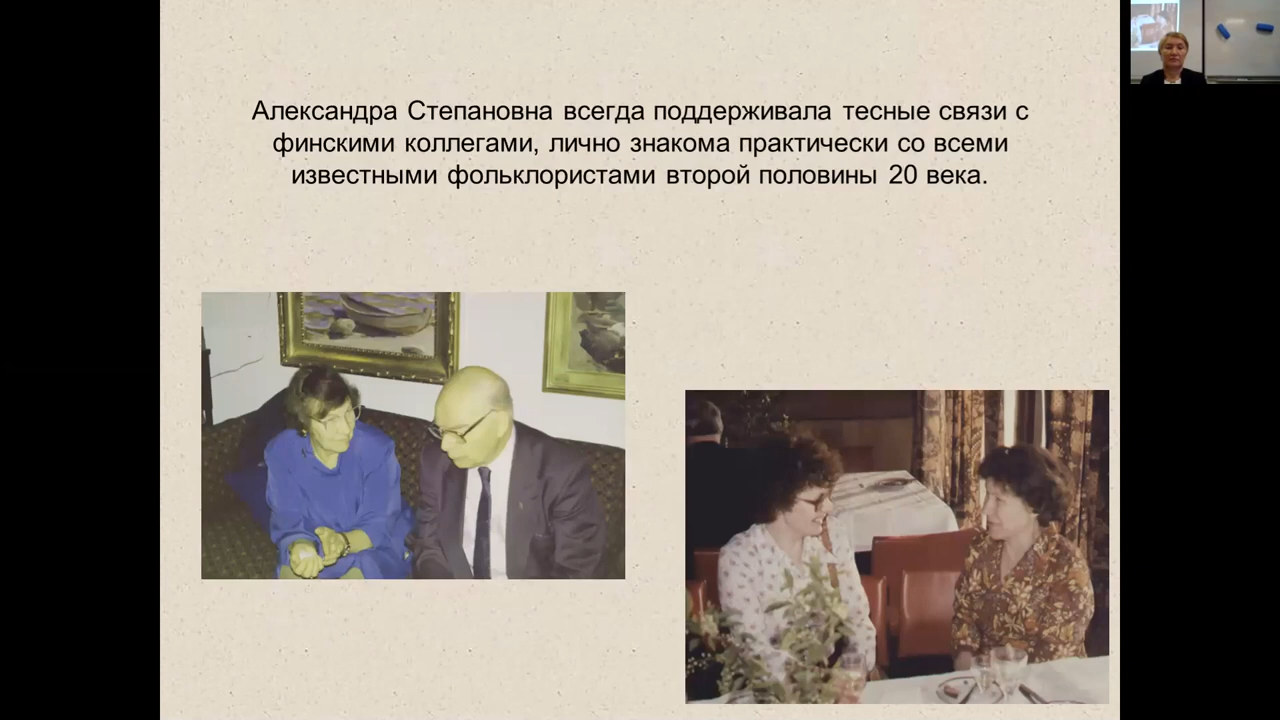 Александра Степановна всегда поддерживала тесные связи с
финскими коллегами, лично знакома практически со всеми
известными фольклористами второй половины 20 века.